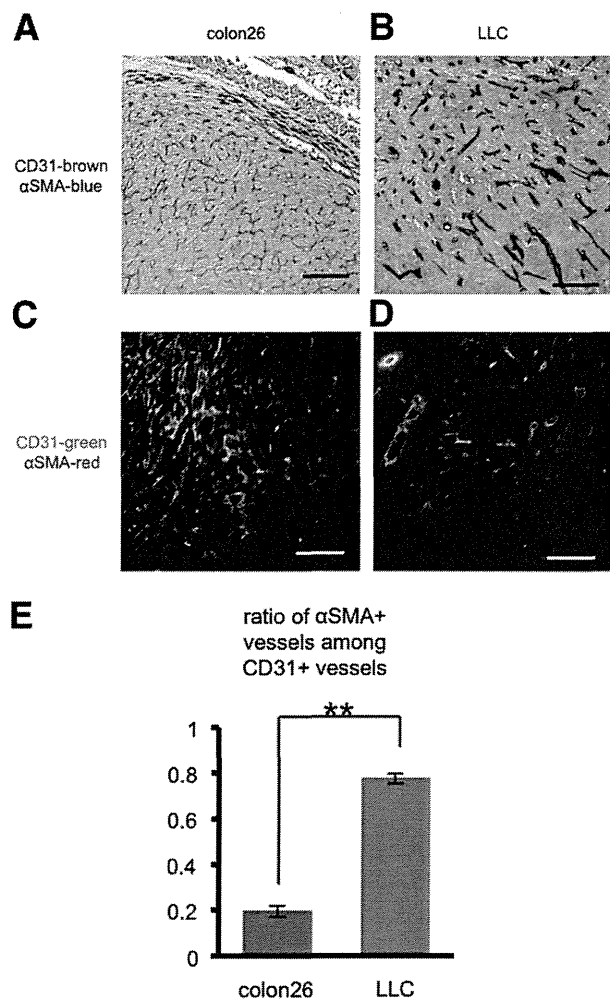 A
colon26
B
LLC
CD31-brown
αSMA-blue
C
D
CD31-green
αSMA-red
E
ratio of αSMA+
vessels among
CD31+ vessels
**
1
0.8
0.6
0.4
0.2
0
colon26
LLC